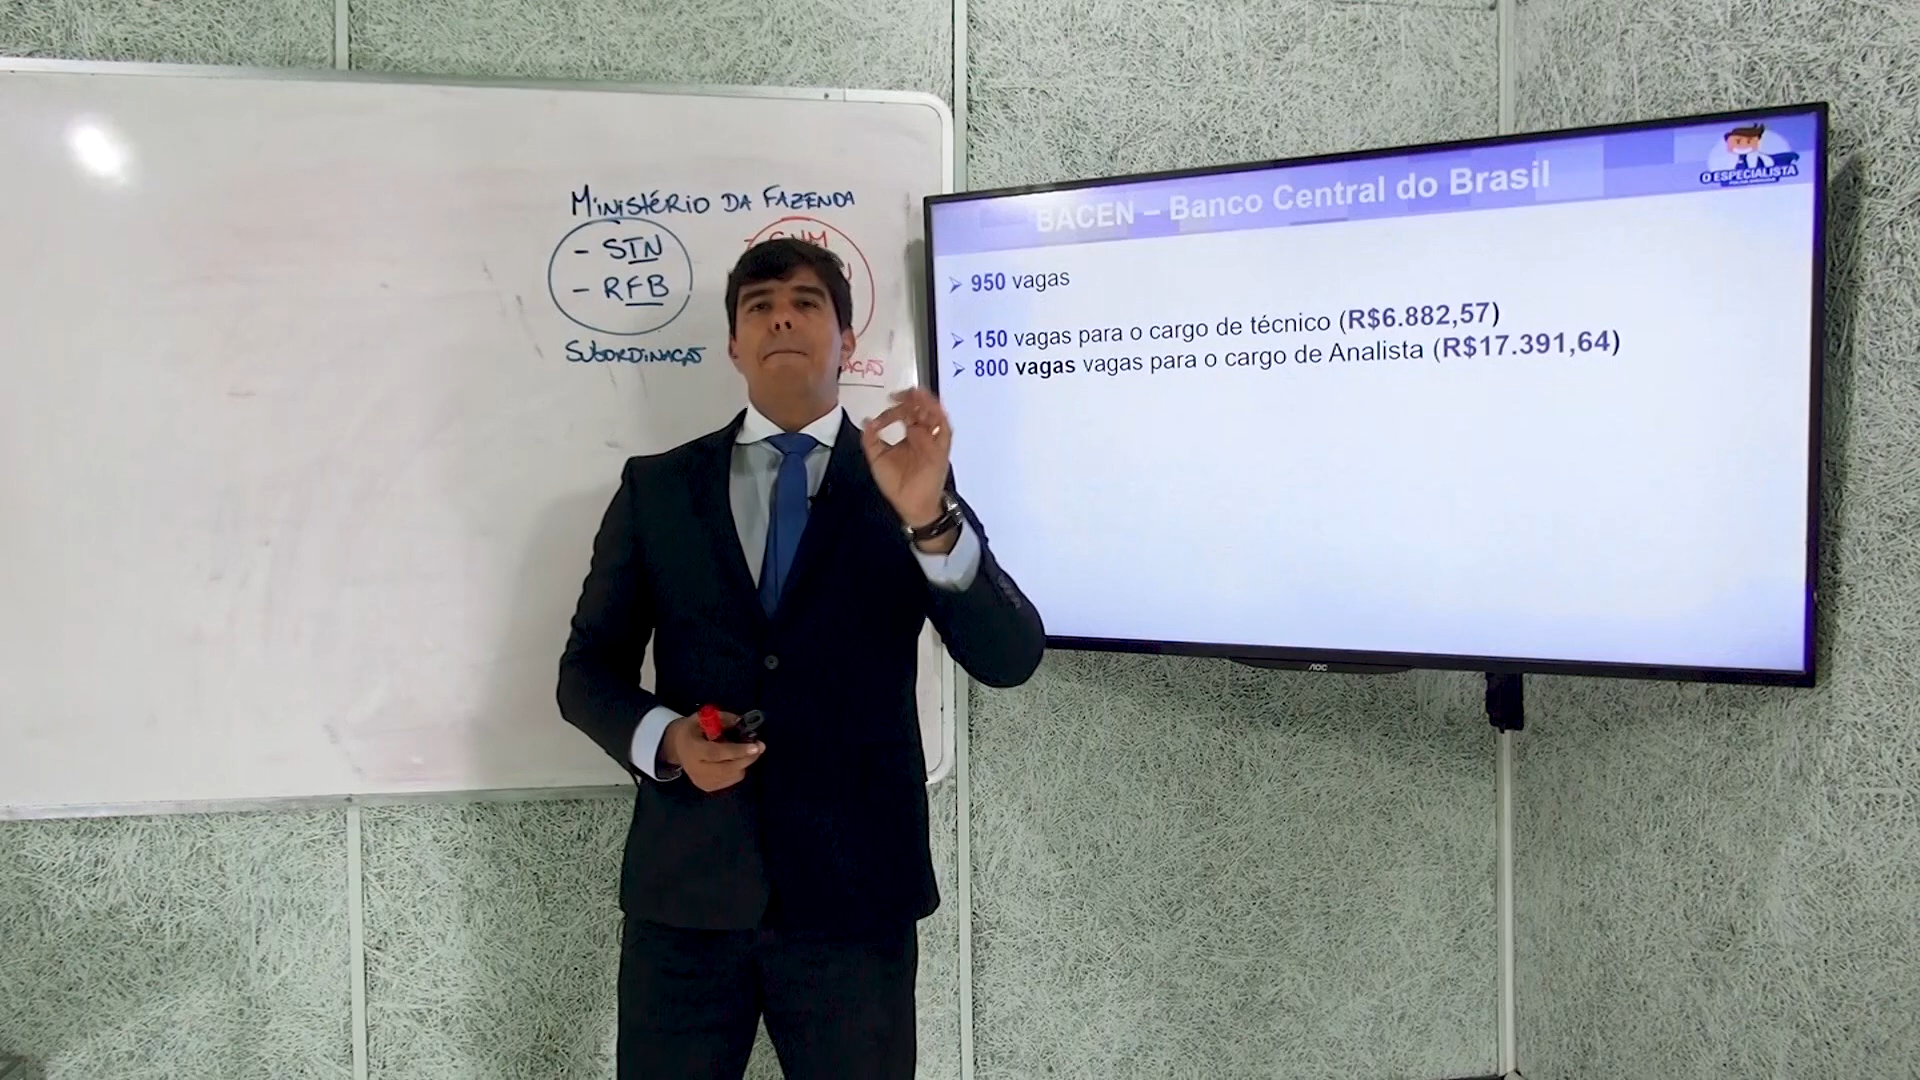 MINISTÉRIO DA FAZENDA
- STN
- RFB
SUBORDINAÇÃO
BACEN – Banco Central do Brasil
O ESPECIALISTA
950 vagas
150 vagas para o cargo de técnico (R$6.882,57)
800 vagas vagas para o cargo de Analista (R$17.391,64)
AOC